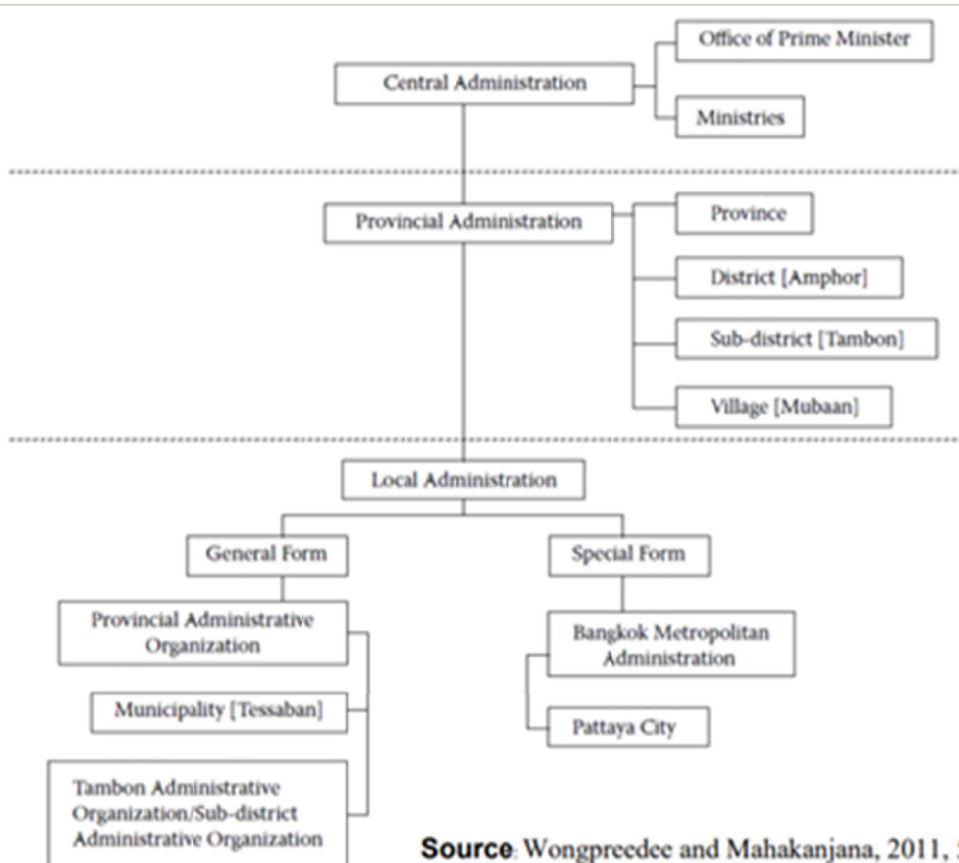 Office of Prime Minister
Central Administration
Ministries
Provincial Administration
Province
District [Amphor]
Sub-district [Tambon]
Village [Mubaan]
Local Administration
General Form
Special Form
Provincial Administrative
Organization
Municipality [Tessaban]
Tambon Administrative
Organization/Sub-district
Administrative Organization
Bangkok Metropolitan
Administration
Pattaya City
Source: Wongpreedee and Mahakanjana, 2011,